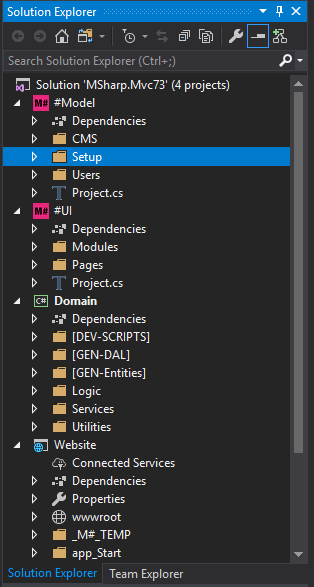 Solution Explorer
Search Solution Explorer (Ctrl+;)
Solution 'MSharp.Mvc73' (4 projects)
M# #Model
Dependencies
CMS
Setup
Users
Project.cs
M# #UI
Dependencies
Modules
Pages
Project.cs
C# Domain
Dependencies
[DEV-SCRIPTS]
[GEN-DAL]
[GEN-Entities]
Logic
Services
Utilities
Website
Connected Services
Dependencies
Properties
wwwroot
_M#_TEMP
app_Start
Solution Explorer Team Explorer